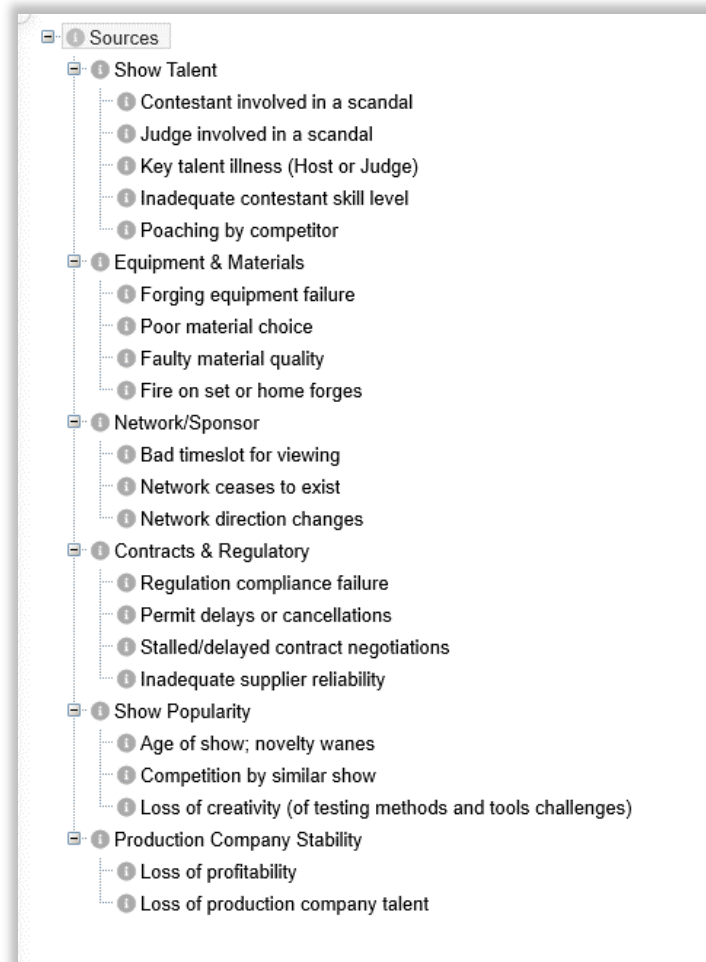 Sources
Show Talent
Contestant involved in a scandal
Judge involved in a scandal
Key talent illness (Host or Judge)
Inadequate contestant skill level
Poaching by competitor
Equipment & Materials
Forging equipment failure
Poor material choice
Faulty material quality
Fire on set or home forges
Network/Sponsor
Bad timeslot for viewing
Network ceases to exist
Network direction changes
Contracts & Regulatory
Regulation compliance failure
Permit delays or cancellations
Stalled/delayed contract negotiations
Inadequate supplier reliability
Show Popularity
Age of show; novelty wanes
Competition by similar show
Loss of creativity (of testing methods and tools challenges)
Production Company Stability
Loss of profitability
Loss of production company talent